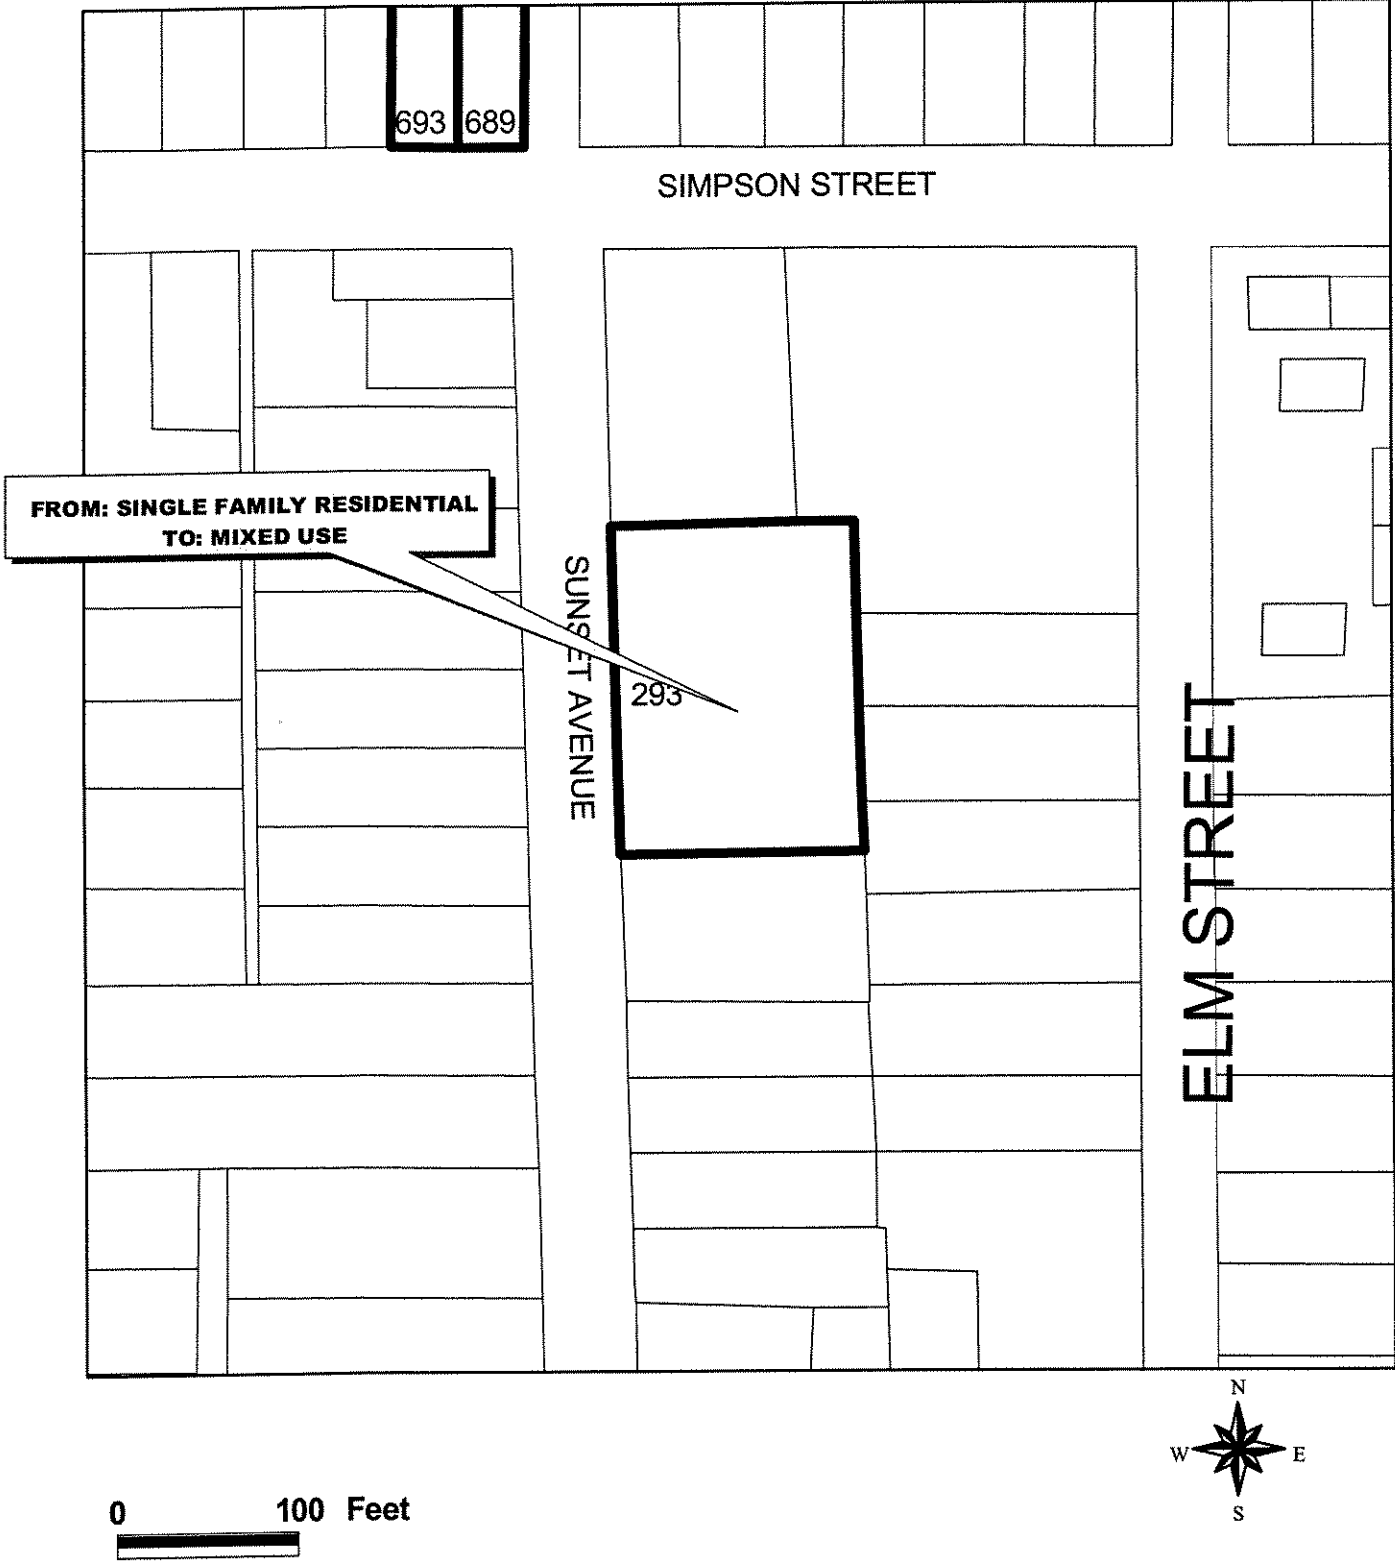 693 689
SIMPSON STREET
FROM: SINGLE FAMILY RESIDENTIAL
TO: MIXED USE
SUNSET AVENUE
293
ELM STREET
N
W E
S
0 100 Feet